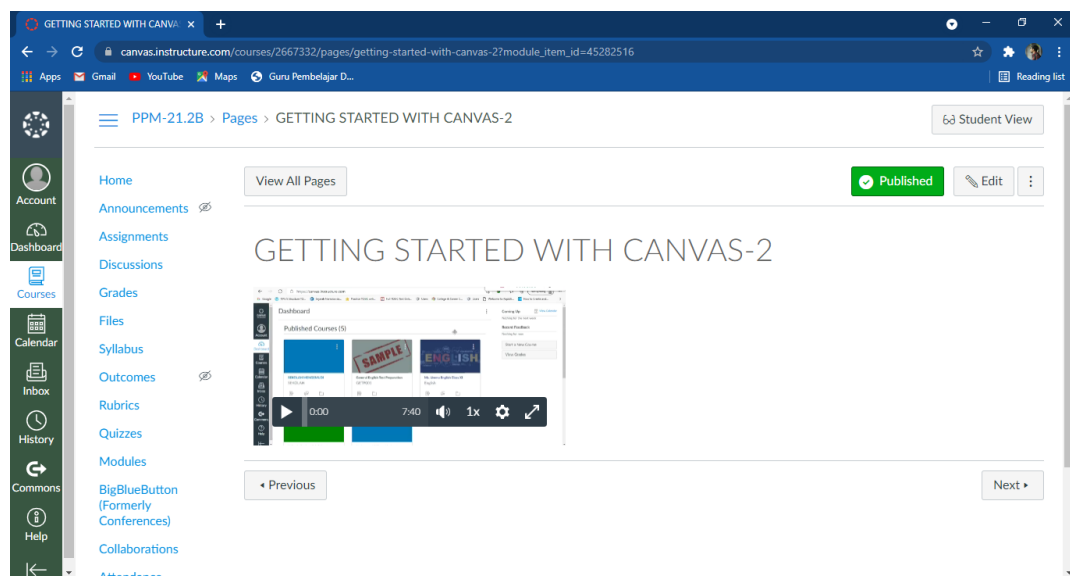 GETTING STARTED WITH CANVA
canvas.instructure.com/courses/2667332/pages/getting-started-with-canvas-2?module_item_id=45282516
Apps Gmail YouTube Maps Guru Pembelajar D... Reading list
PPM-21.2B > Pages > GETTING STARTED WITH CANVAS-2
Student View
Account
Dashboard
Courses
Calendar
Inbox
History
Commons
Help
Home
Announcements
Assignments
Discussions
Grades
Files
Syllabus
Outcomes
Rubrics
Quizzes
Modules
BigBlueButton
(Formerly
Conferences)
Collaborations
Attendance
View All Pages
Published
Edit
GETTING STARTED WITH CANVAS-2
Dashboard
Published Courses (5)
SAMPLE
ENGLISH
Coming Up
0:00 7:40 1x
Previous
Next